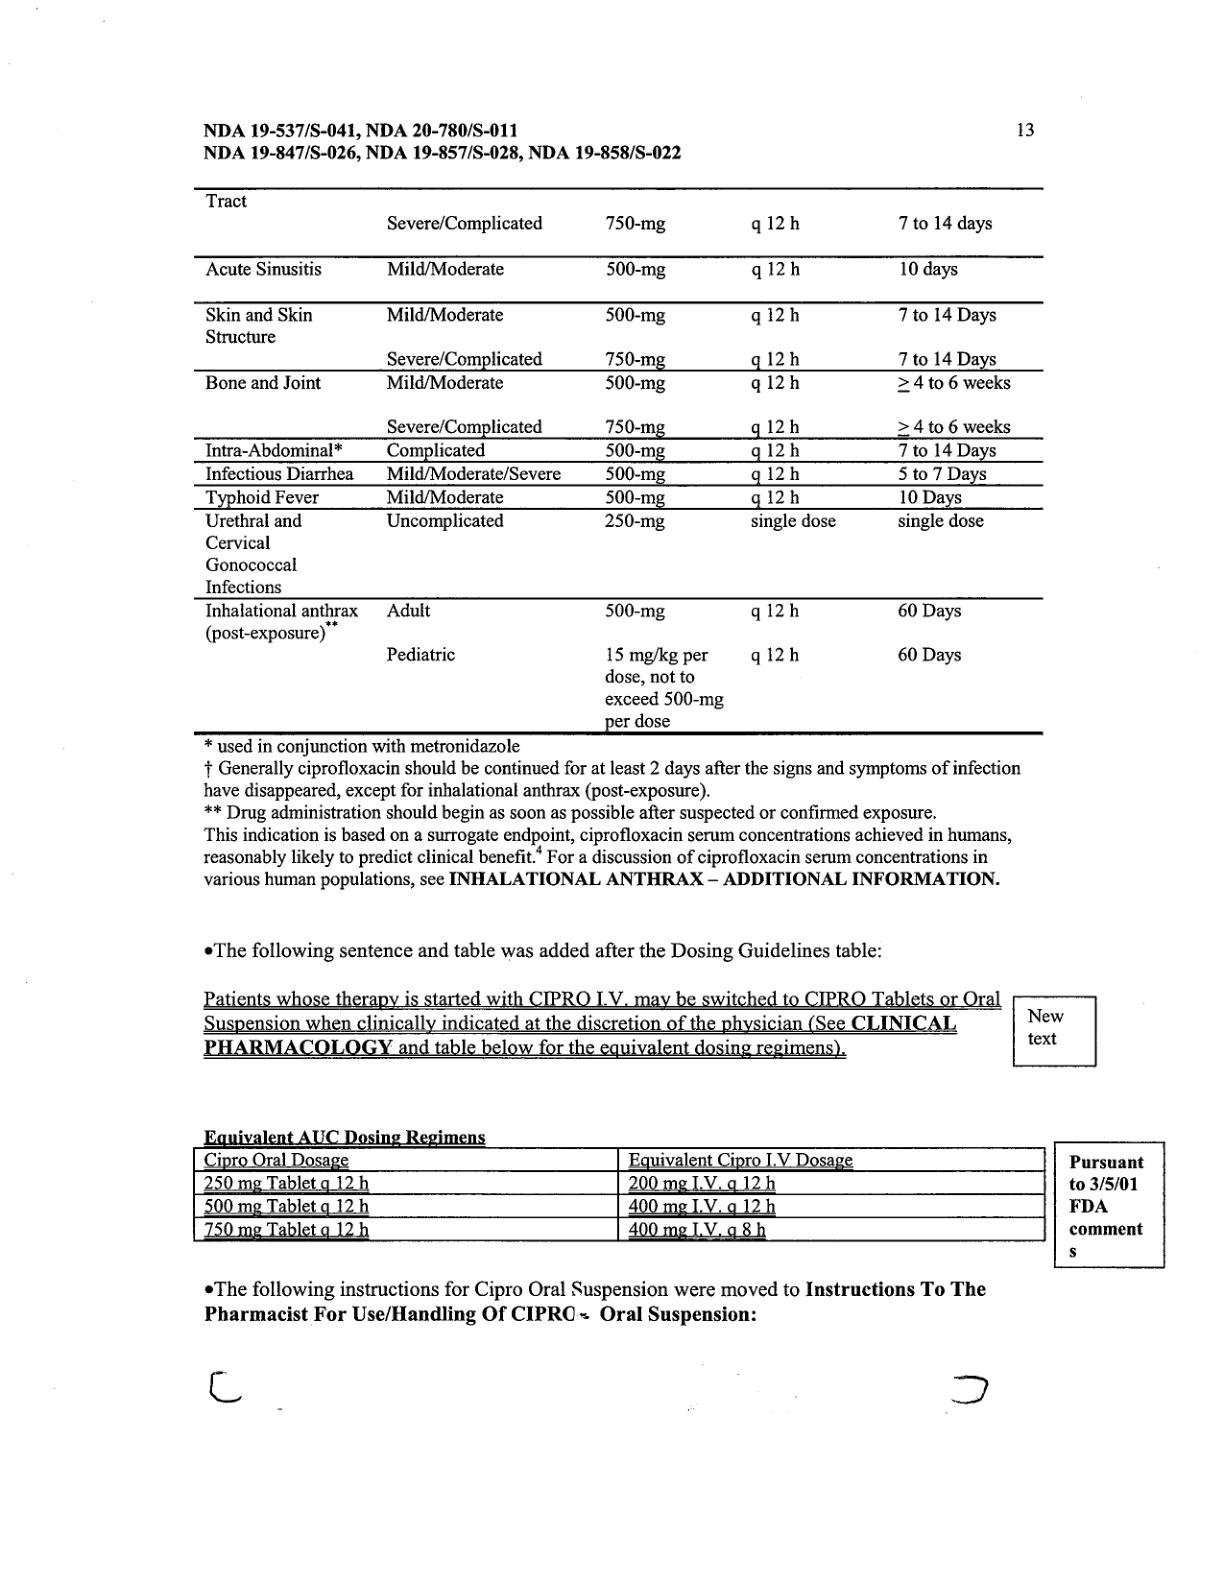 NDA 19-537/S-041, NDA 20-780/S-011 13
NDA 19-847/S-026, NDA 19-857/S-028, NDA 19-858/S-022
Tract
Severe/Complicated 750-mg q 12 h 7 to 14 days
Acute Sinusitis Mild/Moderate 500-mg q 12 h 10 days
Skin and Skin Mild/Moderate 500-mg q 12 h 7 to 14 Days
Structure
Severe/Complicated 750-mg q 12 h 7 to 14 Days
Bone and Joint Mild/Moderate 500-mg q 12 h ≥ 4 to 6 weeks
Severe/Complicated 750-mg q 12 h ≥ 4 to 6 weeks
Intra-Abdominal* Complicated 500-mg q 12 h 7 to 14 Days
Infectious Diarrhea Mild/Moderate/Severe 500-mg q 12 h 5 to 7 Days
Typhoid Fever Mild/Moderate 500-mg q 12 h 10 Days
Urethral and Uncomplicated 250-mg single dose single dose
Cervical
Gonococcal
Infections
Inhalational anthrax Adult 500-mg q 12 h 60 Days
(post-exposure)**
Pediatric 15 mg/kg per q 12 h 60 Days
dose, not to
exceed 500-mg
per dose
* used in conjunction with metronidazole
† Generally ciprofloxacin should be continued for at least 2 days after the signs and symptoms of infection
have disappeared, except for inhalational anthrax (post-exposure).
** Drug administration should begin as soon as possible after suspected or confirmed exposure.
This indication is based on a surrogate endpoint, ciprofloxacin serum concentrations achieved in humans,
reasonably likely to predict clinical benefit.4 For a discussion of ciprofloxacin serum concentrations in
various human populations, see INHALATIONAL ANTHRAX – ADDITIONAL INFORMATION.
•The following sentence and table was added after the Dosing Guidelines table:
Patients whose therapy is started with CIPRO I.V. may be switched to CIPRO Tablets or Oral
Suspension when clinically indicated at the discretion of the physician (See CLINICAL
PHARMACOLOGY and table below for the equivalent dosing regimens).
New
text
Equivalent AUC Dosing Regimens
Cipro Oral Dosage Equivalent Cipro I.V Dosage
250 mg Tablet q 12 h 200 mg I.V. q 12 h
500 mg Tablet q 12 h 400 mg I.V. q 12 h
750 mg Tablet q 12 h 400 mg I.V. q 8 h
Pursuant
to 3/5/01
FDA
comment
s
•The following instructions for Cipro Oral Suspension were moved to Instructions To The
Pharmacist For Use/Handling Of CIPRO Oral Suspension: